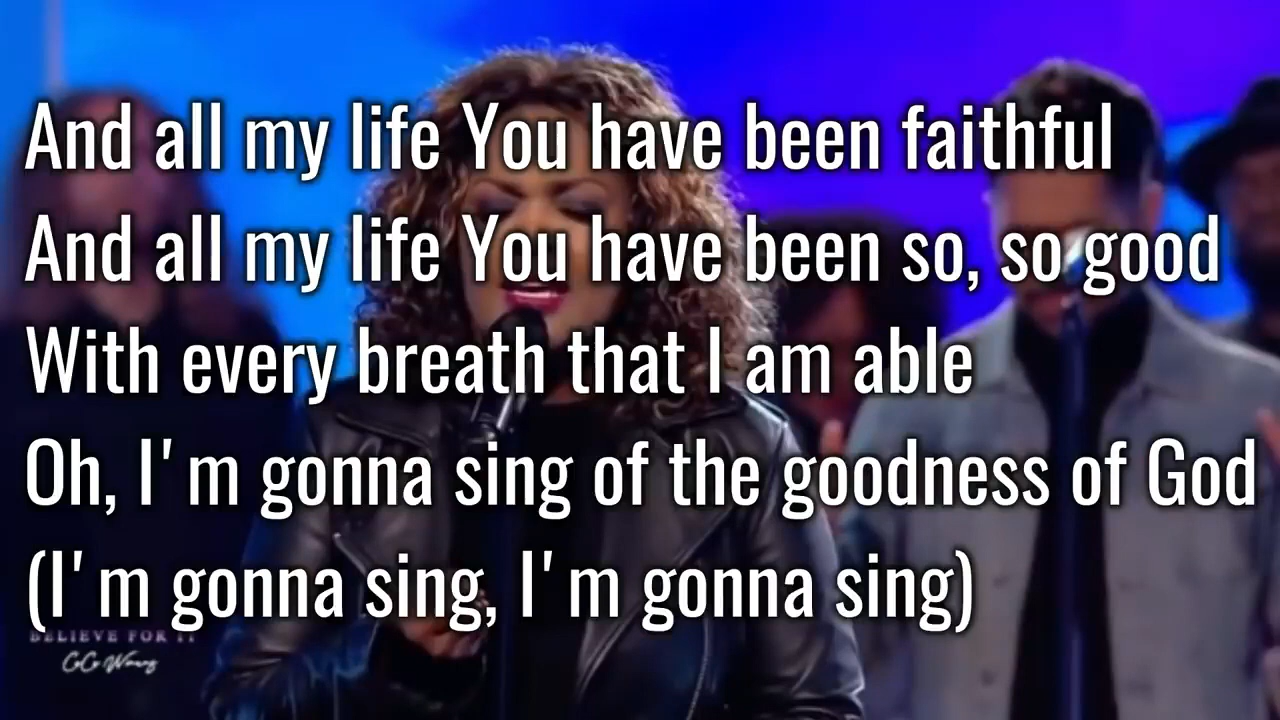 And all my life You have been faithful
And all my life You have been so, so good
With every breath that I am able
Oh, I'm gonna sing of the goodness of God
(I'm gonna sing, I'm gonna sing)
BELIEVE FOR IT
CeCe Winans